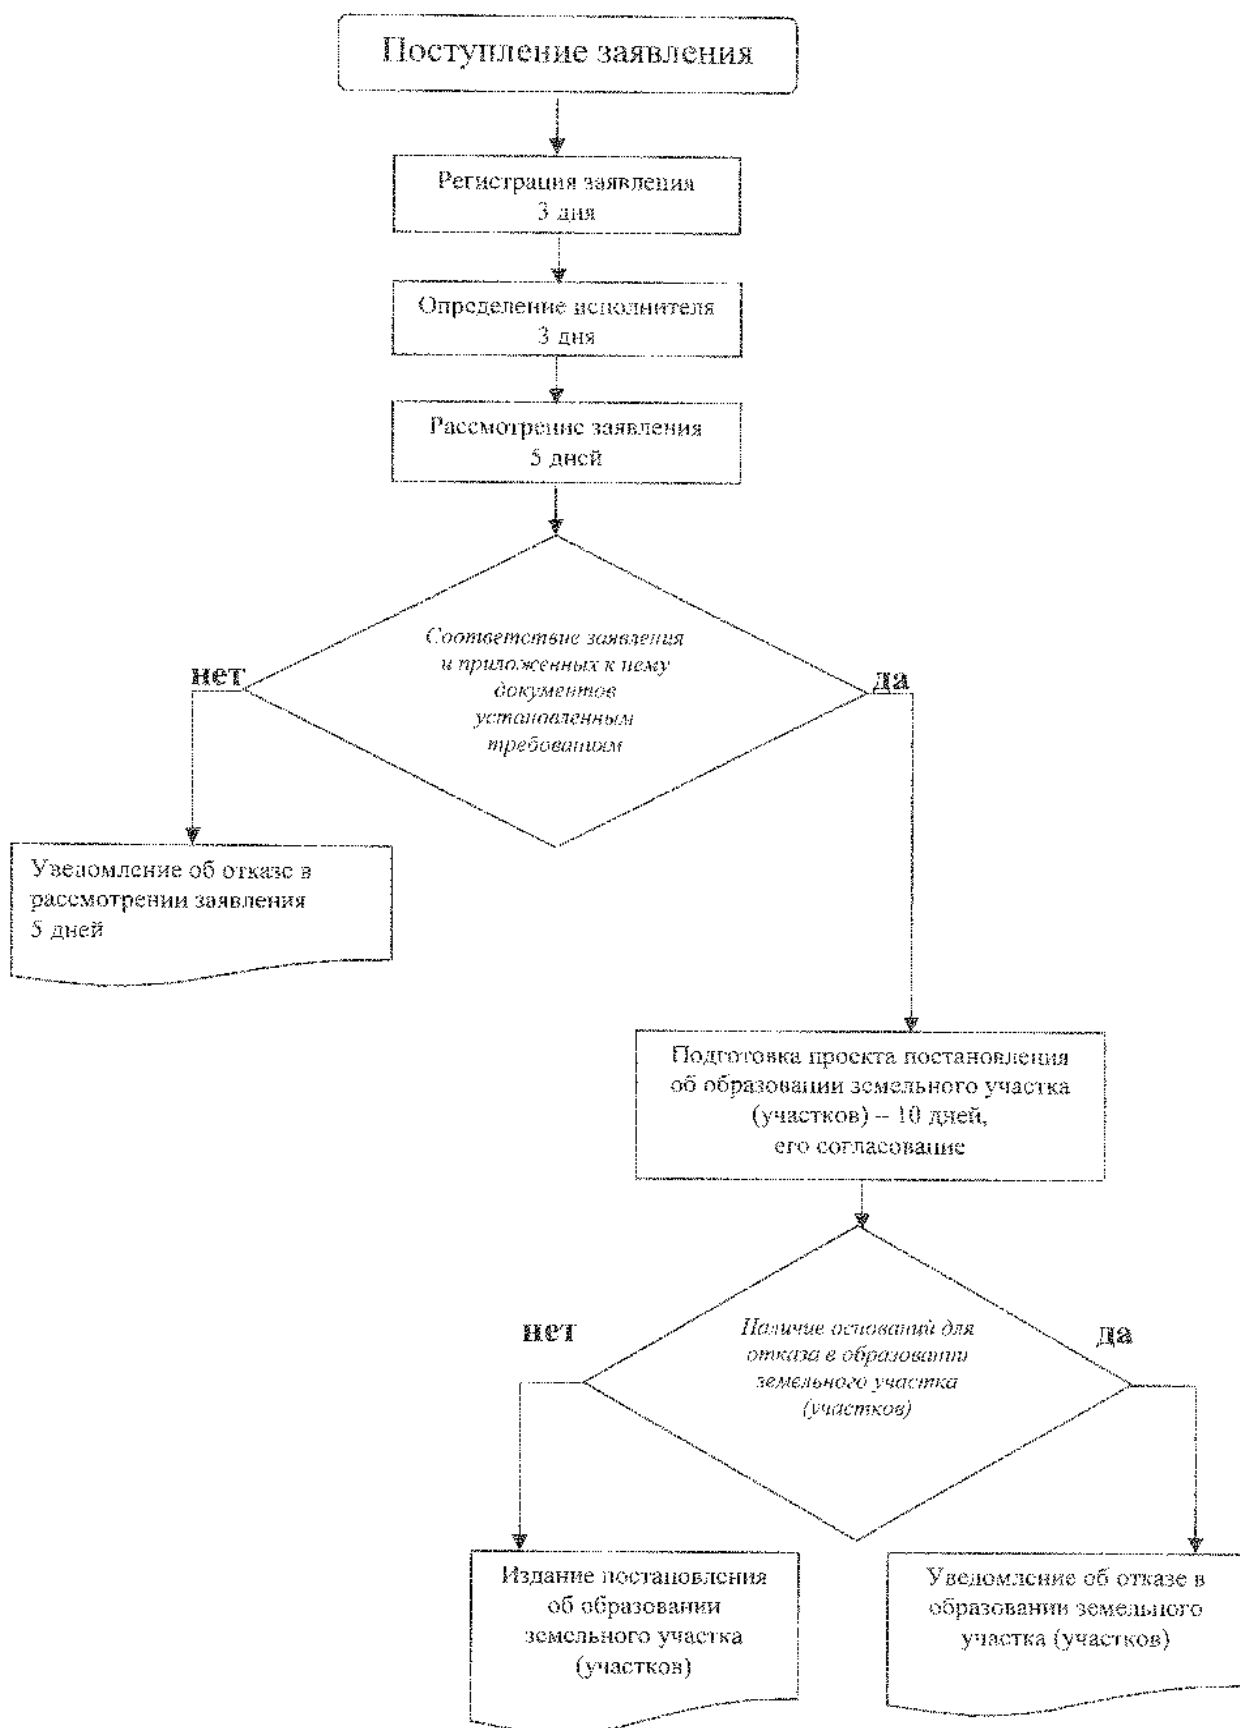 Поступление заявления
Регистрация заявления
3 дня
Определение исполнителя
3 дня
Рассмотрение заявления
5 дней
Соответствие заявления
и приложенных к нему
документов
установленным
требованиям
нет
да
Уведомление об отказе в
рассмотрении заявления
5 дней
Подготовка проекта постановления
об образовании земельного участка
(участков) – 10 дней,
его согласование
Наличие оснований для
отказа в образовании
земельного участка
(участков)
нет
да
Издание постановления
об образовании
земельного участка
(участков)
Уведомление об отказе в
образовании земельного
участка (участков)